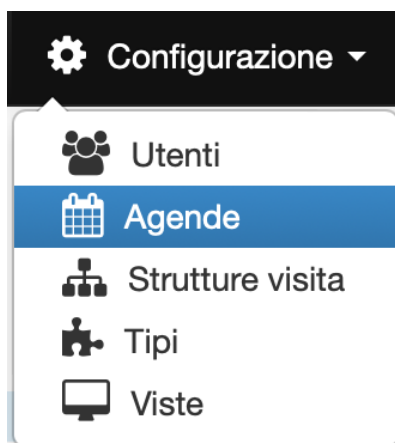 Configurazione
Utenti
Agende
Strutture visita
Tipi
Viste